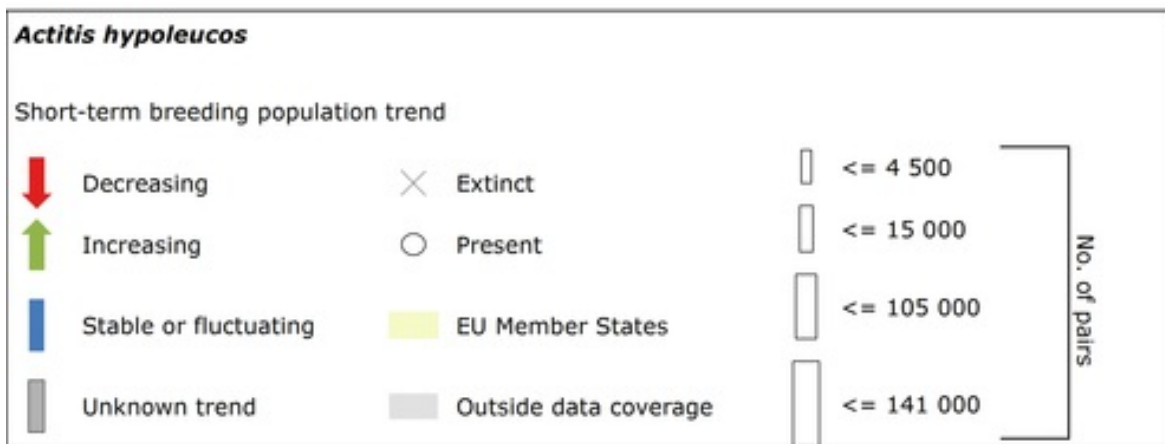 Actitis hypoleucos
Short-term breeding population trend
Decreasing
Extinct
<= 4 500
Increasing
Present
<= 15 000
Stable or fluctuating
EU Member States
<= 105 000
Unknown trend
Outside data coverage
<= 141 000
No. of pairs